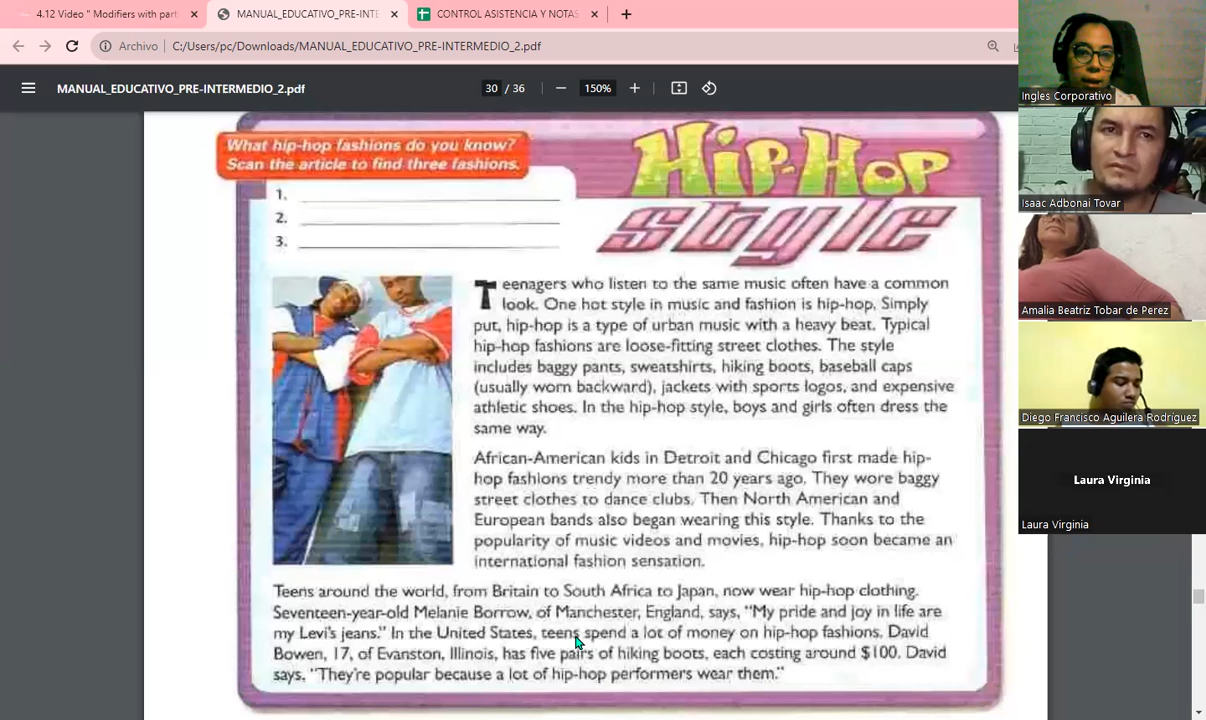 4.12 Video " Modifiers with part
MANUAL_EDUCATIVO_PRE-INTE
CONTROL ASISTENCIA Y NOTAS
Archivo
C:/Users/pc/Downloads/MANUAL_EDUCATIVO_PRE-INTERMEDIO_2.pdf
MANUAL_EDUCATIVO_PRE-INTERMEDIO_2.pdf
30 / 36
150%
What hip-hop fashions do you know?
Scan the article to find three fashions.
1.
2.
3.
HIP-HOP
style
Teenagers who listen to the same music often have a common
look. One hot style in music and fashion is hip-hop. Simply
put, hip-hop is a type of urban music with a heavy beat. Typical
hip-hop fashions are loose-fitting street clothes. The style
includes baggy pants, sweatshirts, hiking boots, baseball caps
(usually worn backward), jackets with sports logos, and expensive
athletic shoes. In the hip-hop style, boys and girls often dress the
same way.
African-American kids in Detroit and Chicago first made hip-
hop fashions trendy more than 20 years ago. They wore baggy
street clothes to dance clubs. Then North American and
European bands also began wearing this style. Thanks to the
popularity of music videos and movies, hip-hop soon became an
international fashion sensation.
Teens around the world, from Britain to South Africa to Japan, now wear hip-hop clothing.
Seventeen-year-old Melanie Borrow, of Manchester, England, says, "My pride and joy in life are
my Levi's jeans." In the United States, teens spend a lot of money on hip-hop fashions. David
Bowen, 17, of Evanston, Illinois, has five pairs of hiking boots, each costing around $100. David
says, "They're popular because a lot of hip-hop performers wear them."
Ingles Corporativo
Isaac Adbonai Tovar
Amalia Beatriz Tobar de Perez
Diego Francisco Aguilera Rodríguez
Laura Virginia
Laura Virginia